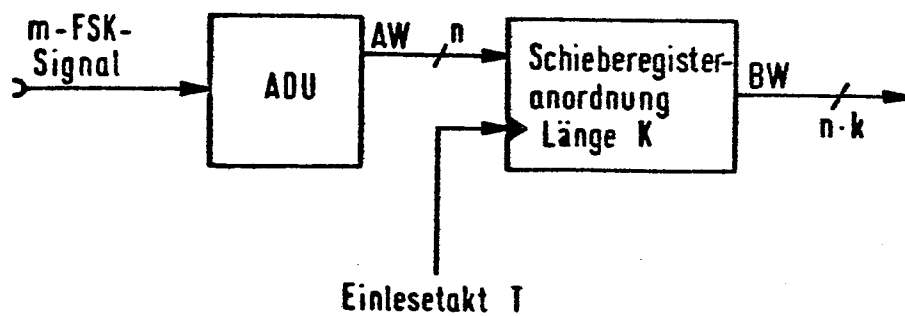 m-FSK-
Signal
ADU
AW
n
Schieberegister-
anordnung
Länge K
BW
n·k
Einlesetakt T